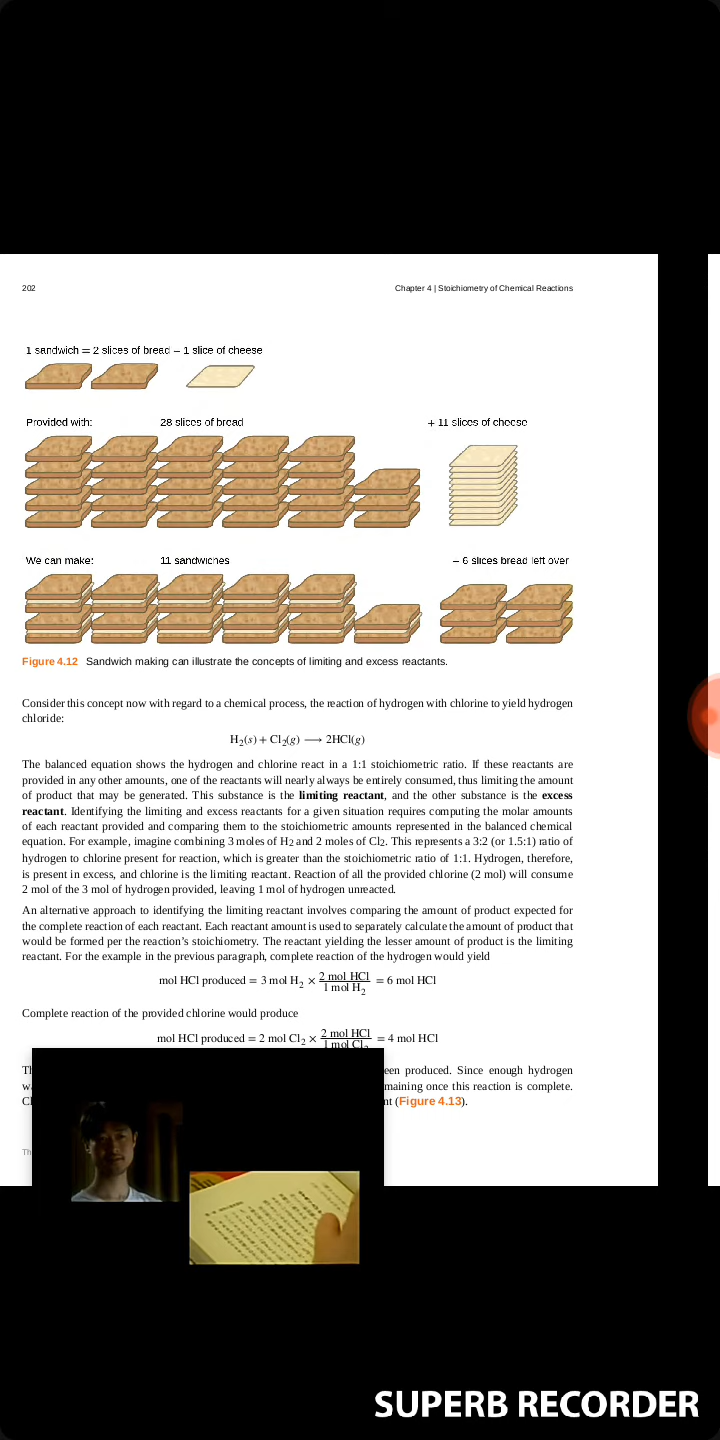 202
Chapter 4 | Stoichiometry of Chemical Reactions
1 sandwich = 2 slices of bread – 1 slice of cheese
Provided with:
28 slices of bread
+ 11 slices of cheese
We can make:
11 sandwiches
– 6 slices bread left over
Figure 4.12 Sandwich making can illustrate the concepts of limiting and excess reactants.
Consider this concept now with regard to a chemical process, the reaction of hydrogen with chlorine to yield hydrogen
chloride:
H₂(s) + Cl₂(g) ⟶ 2HCl(g)
The balanced equation shows the hydrogen and chlorine react in a 1:1 stoichiometric ratio. If these reactants are
provided in any other amounts, one of the reactants will nearly always be entirely consumed, thus limiting the amount
of product that may be generated. This substance is the limiting reactant, and the other substance is the excess
reactant. Identifying the limiting and excess reactants for a given situation requires computing the molar amounts
of each reactant provided and comparing them to the stoichiometric amounts represented in the balanced chemical
equation. For example, imagine combining 3 moles of H2 and 2 moles of Cl2. This represents a 3:2 (or 1.5:1) ratio of
hydrogen to chlorine present for reaction, which is greater than the stoichiometric ratio of 1:1. Hydrogen, therefore,
is present in excess, and chlorine is the limiting reactant. Reaction of all the provided chlorine (2 mol) will consume
2 mol of the 3 mol of hydrogen provided, leaving 1 mol of hydrogen unreacted.
An alternative approach to identifying the limiting reactant involves comparing the amount of product expected for
the complete reaction of each reactant. Each reactant amount is used to separately calculate the amount of product that
would be formed per the reaction's stoichiometry. The reactant yielding the lesser amount of product is the limiting
reactant. For the example in the previous paragraph, complete reaction of the hydrogen would yield
mol HCl produced = 3 mol H₂ × 2 mol HCl / 1 mol H₂ = 6 mol HCl
Complete reaction of the provided chlorine would produce
mol HCl produced = 2 mol Cl₂ × 2 mol HCl / 1 mol Cl₂ = 4 mol HCl
produced. Since enough hydrogen
once this reaction is complete.
(Figure 4.13).
SUPERB RECORDER